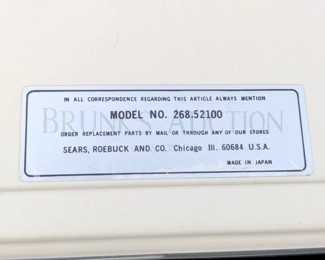 IN ALL CORRESPONDENCE REGARDING THIS ARTICLE ALWAYS MENTION
MODEL NO. 268.52100
BRUNKS AUCTION
ORDER REPLACEMENT PARTS BY MAIL OR THROUGH ANY OF OUR STORES
SEARS, ROEBUCK AND CO. Chicago Ill. 60684 U.S.A.
MADE IN JAPAN